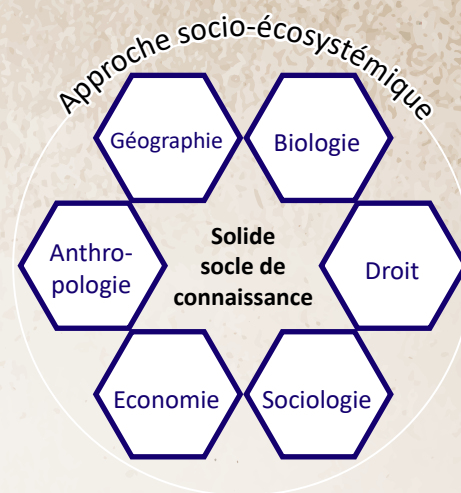 Approche socio-écosystémique
Géographie
Biologie
Anthro-
pologie
Solide
socle de
connaissance
Droit
Economie
Sociologie